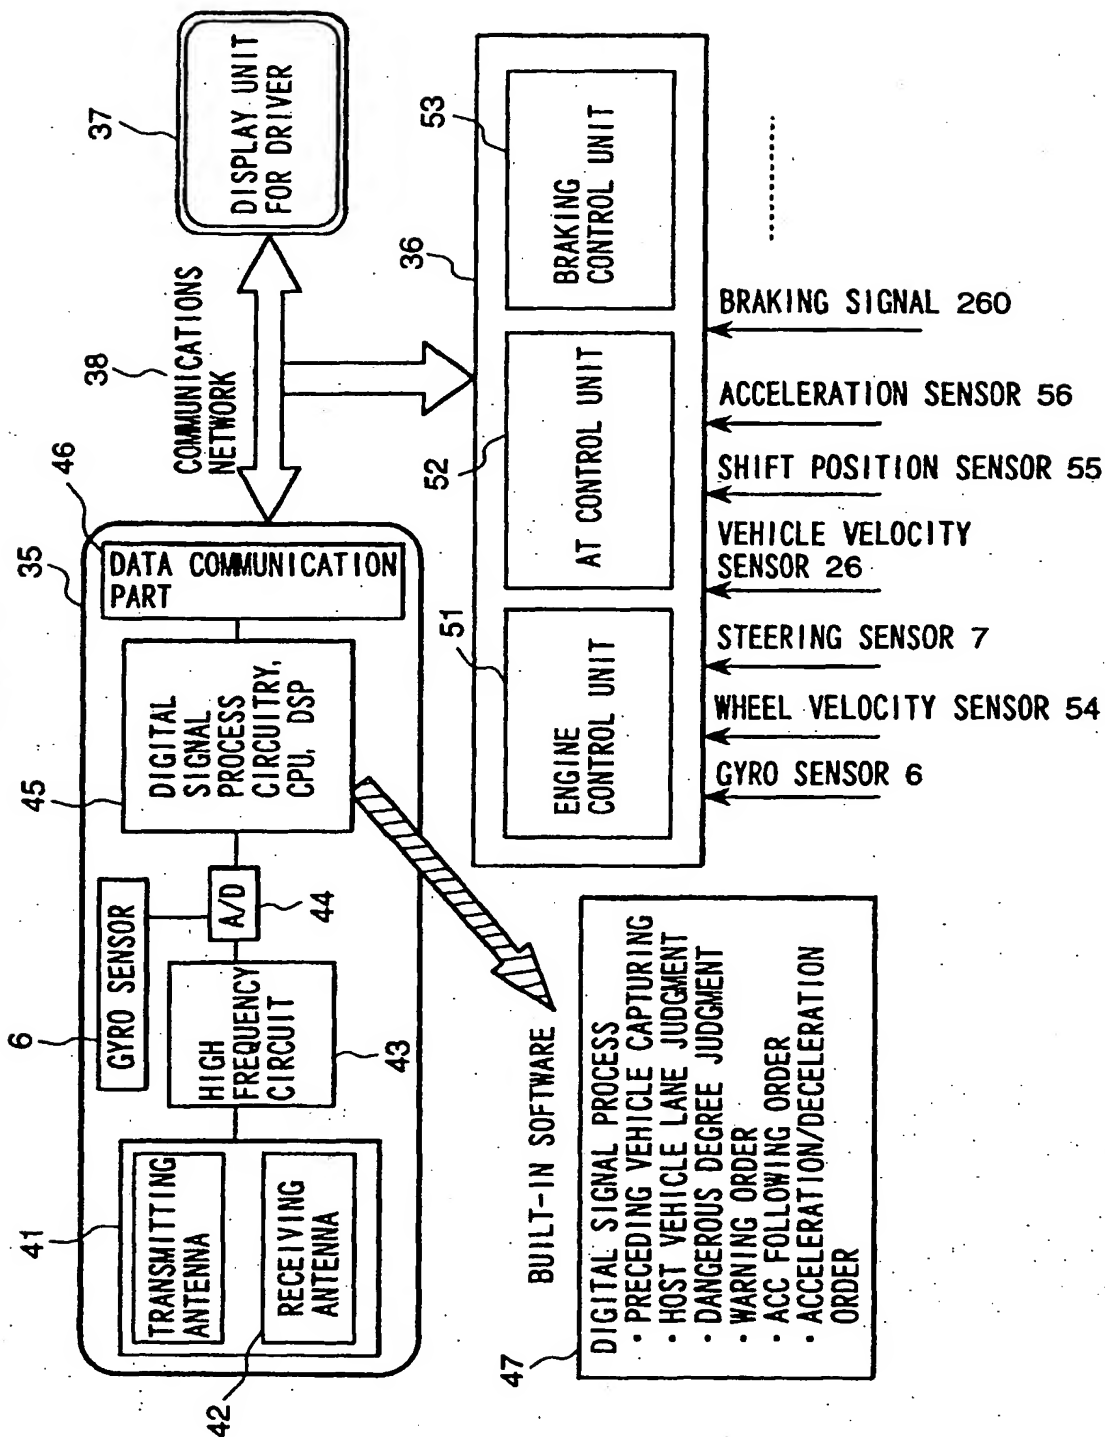 35
41
TRANSMITTING
ANTENNA
42
RECEIVING
ANTENNA
6
GYRO SENSOR
HIGH
FREQUENCY
CIRCUIT
43
A/D
44
45
DIGITAL
SIGNAL
PROCESS
CIRCUITRY,
CPU, DSP
46
DATA COMMUNICATION
PART
38
COMMUNICATIONS
NETWORK
37
DISPLAY UNIT
FOR DRIVER
BUILT-IN SOFTWARE
47
DIGITAL SIGNAL PROCESS
· PRECEDING VEHICLE CAPTURING
· HOST VEHICLE LANE JUDGMENT
· DANGEROUS DEGREE JUDGMENT
· WARNING ORDER
· ACC FOLLOWING ORDER
· ACCELERATION/DECELERATION
ORDER
36
51
ENGINE
CONTROL UNIT
52
AT CONTROL UNIT
53
BRAKING
CONTROL UNIT
GYRO SENSOR 6
WHEEL VELOCITY SENSOR 54
STEERING SENSOR 7
VEHICLE VELOCITY
SENSOR 26
SHIFT POSITION SENSOR 55
ACCELERATION SENSOR 56
BRAKING SIGNAL 260